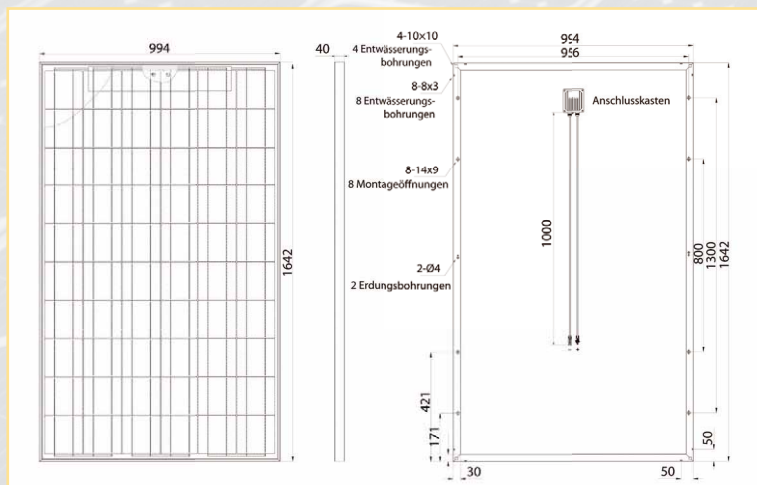 994
1642
40
4-10×10
4 Entwässerungs-
bohrungen
8-8x3
8 Entwässerungs-
bohrungen
8-14x9
8 Montageöffnungen
2-Ø4
2 Erdungsbohrungen
994
956
Anschlusskasten
1000
800
1300
1642
421
171
30
50
50